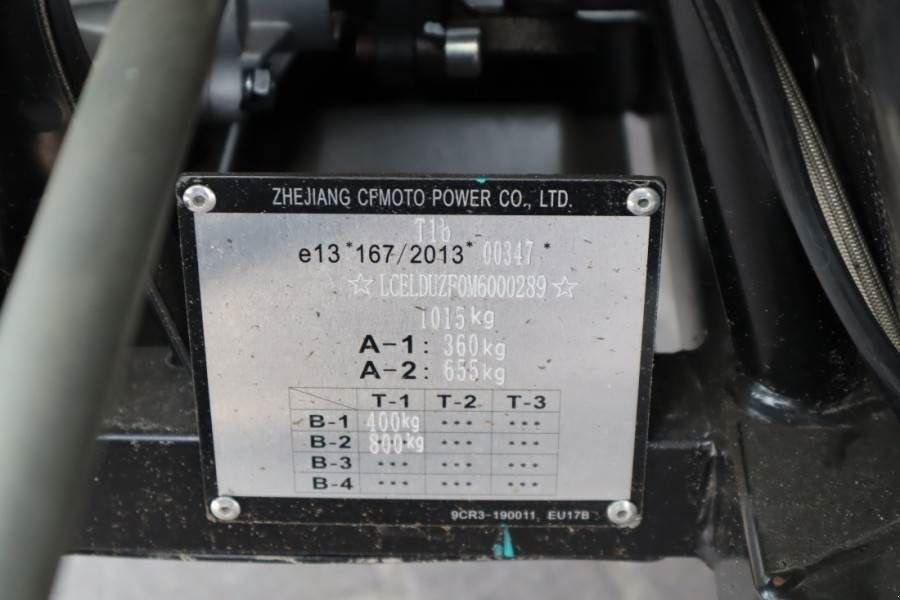 ZHEJIANG CFMOTO POWER CO., LTD.
T1b
e13*167/2013*00347*
☆LCELDUZF0M6000289☆
1015kg
A-1: 360kg
A-2: 655kg
T-1 T-2 T-3
B-1 400kg --- ---
B-2 800kg --- ---
B-3 --- --- ---
B-4 --- --- ---
9CR3-190011, EU17B